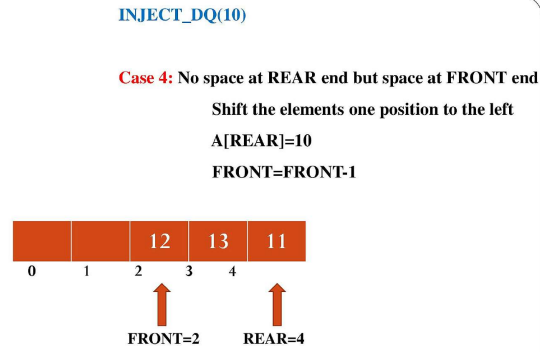 INJECT_DQ(10)
Case 4: No space at REAR end but space at FRONT end
Shift the elements one position to the left
A[REAR]=10
FRONT=FRONT-1
12 13 11
0 1 2 3 4
FRONT=2 REAR=4